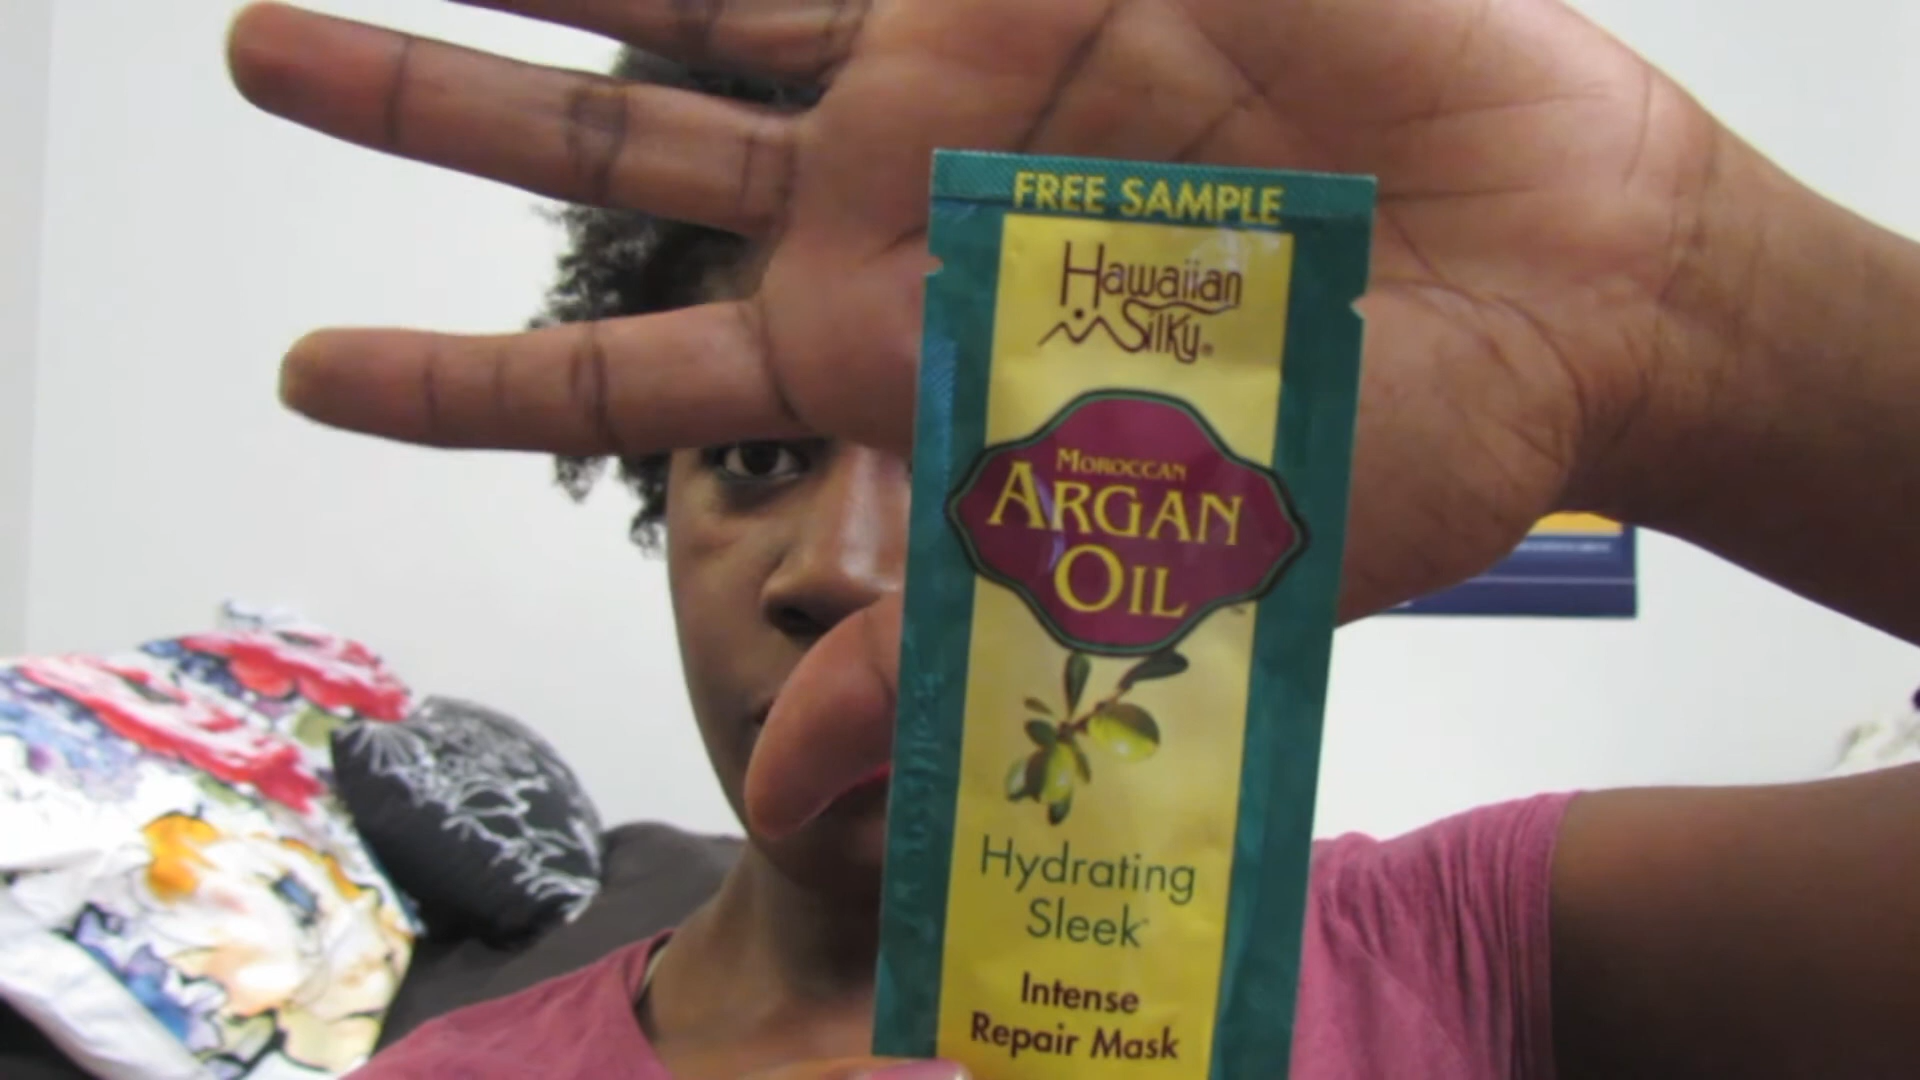 FREE SAMPLE
Hawaiian
Silky®
MOROCCAN
ARGAN
OIL
Hydrating
Sleek
Intense
Repair Mask